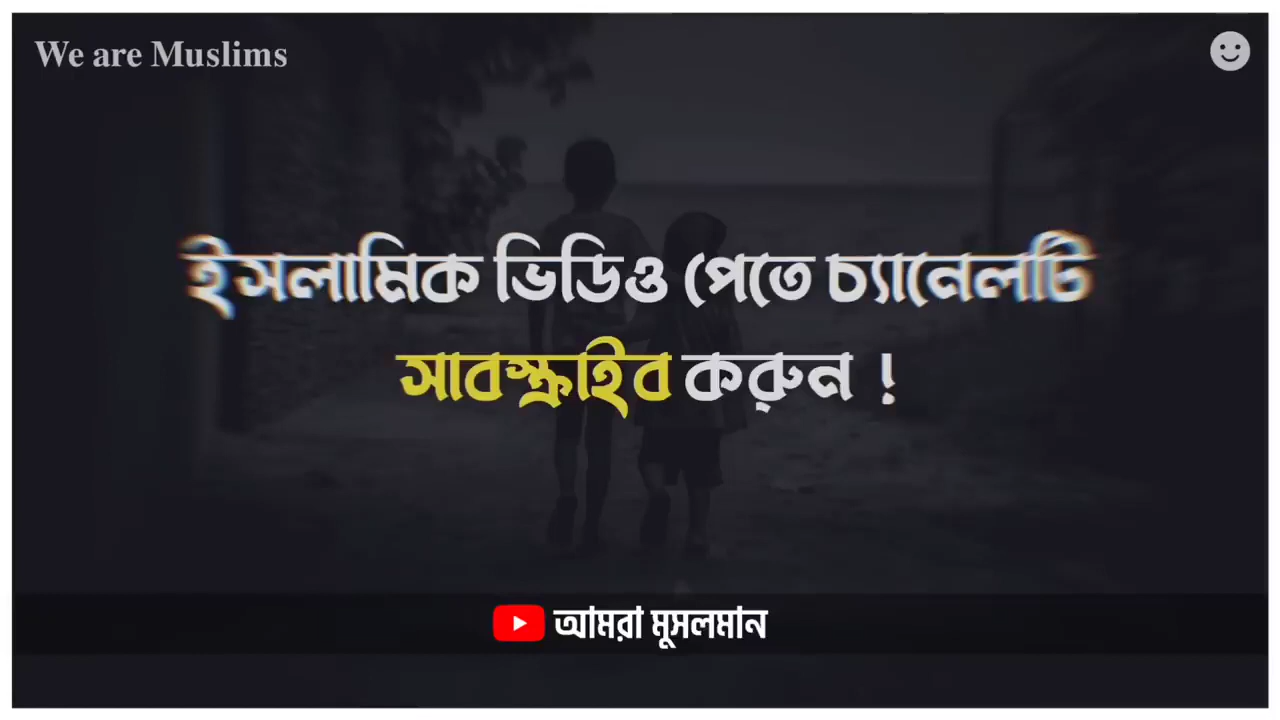 We are Muslims
ইসলামিক ভিডিও পেতে চ্যানেলটি
সাবস্ক্রাইব করুন !
আমরা মুসলমান